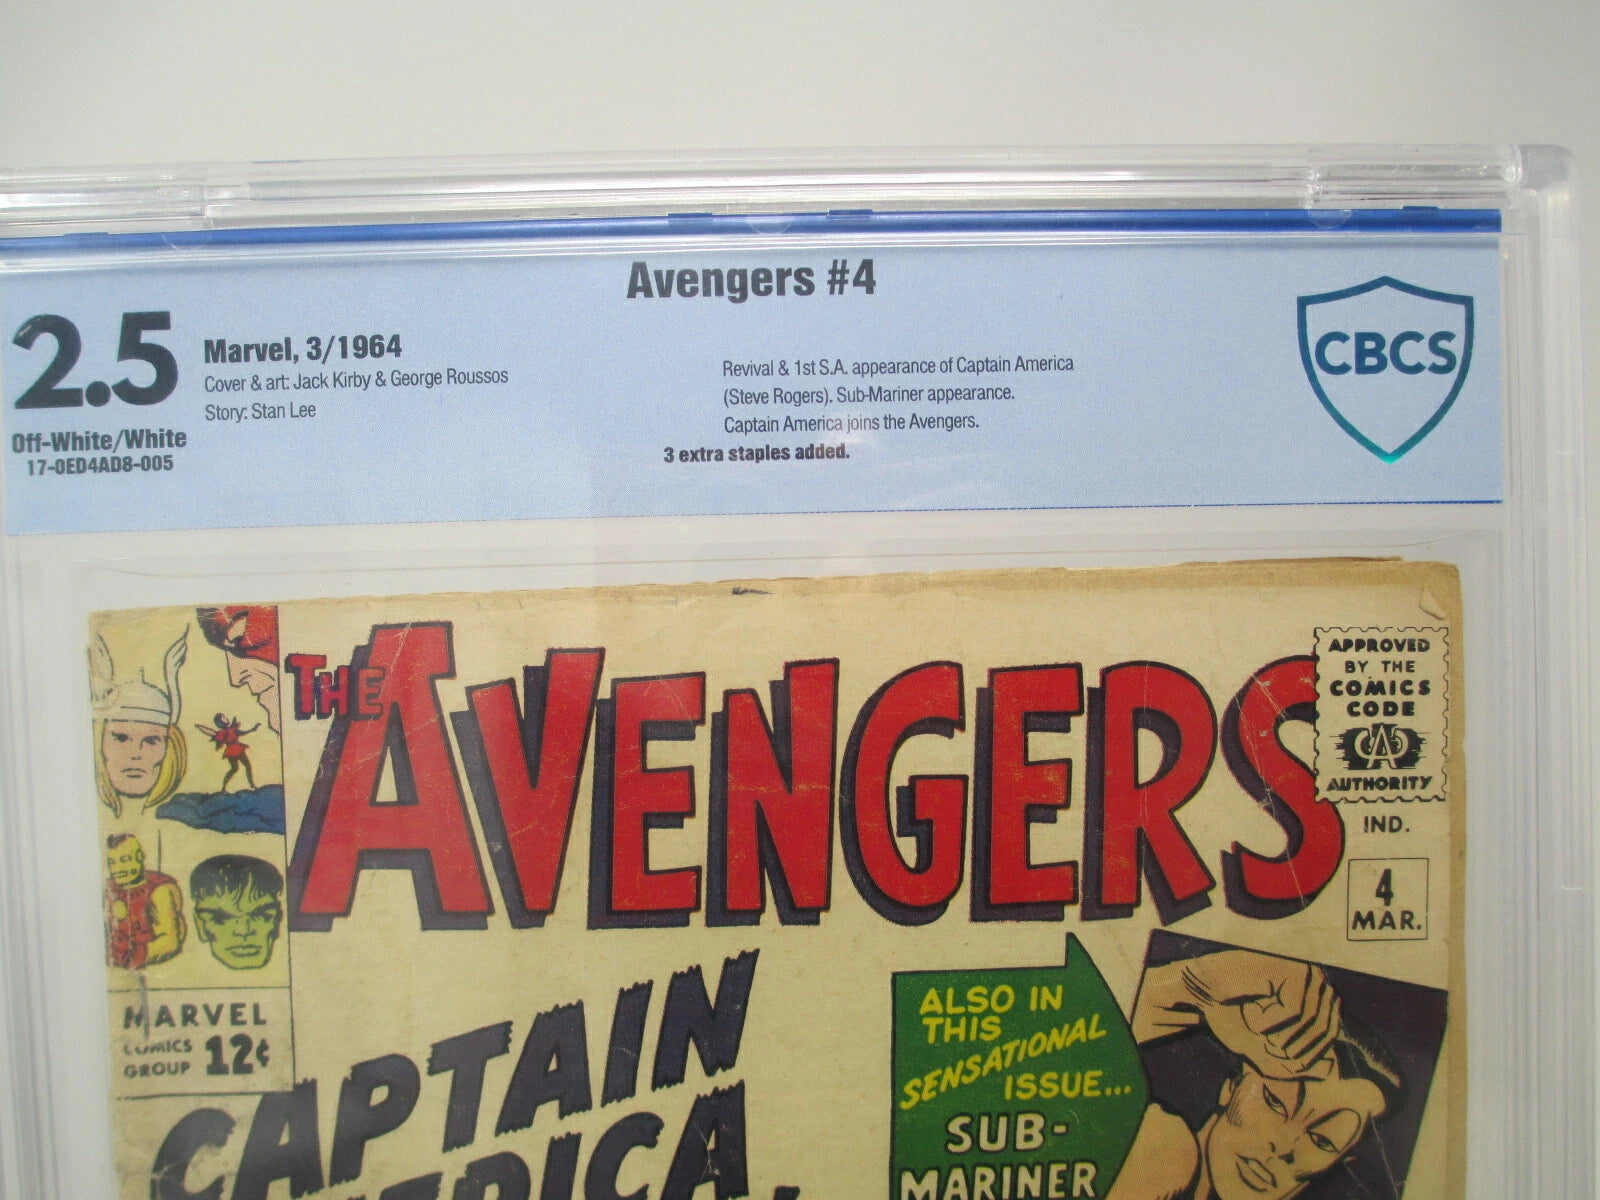 Avengers #4
2.5
Off-White/White
17-0ED4AD8-005
Marvel, 3/1964
Cover & art: Jack Kirby & George Roussos
Story: Stan Lee
Revival & 1st S.A. appearance of Captain America
(Steve Rogers). Sub-Mariner appearance.
Captain America joins the Avengers.
3 extra staples added.
CBCS
THE AVENGERS
APPROVED
BY THE
COMICS
CODE
AUTHORITY
IND.
4
MAR.
MARVEL
COMICS
GROUP 12¢
CAPTAIN
ALSO IN
THIS
SENSATIONAL
ISSUE...
SUB-
MARINER